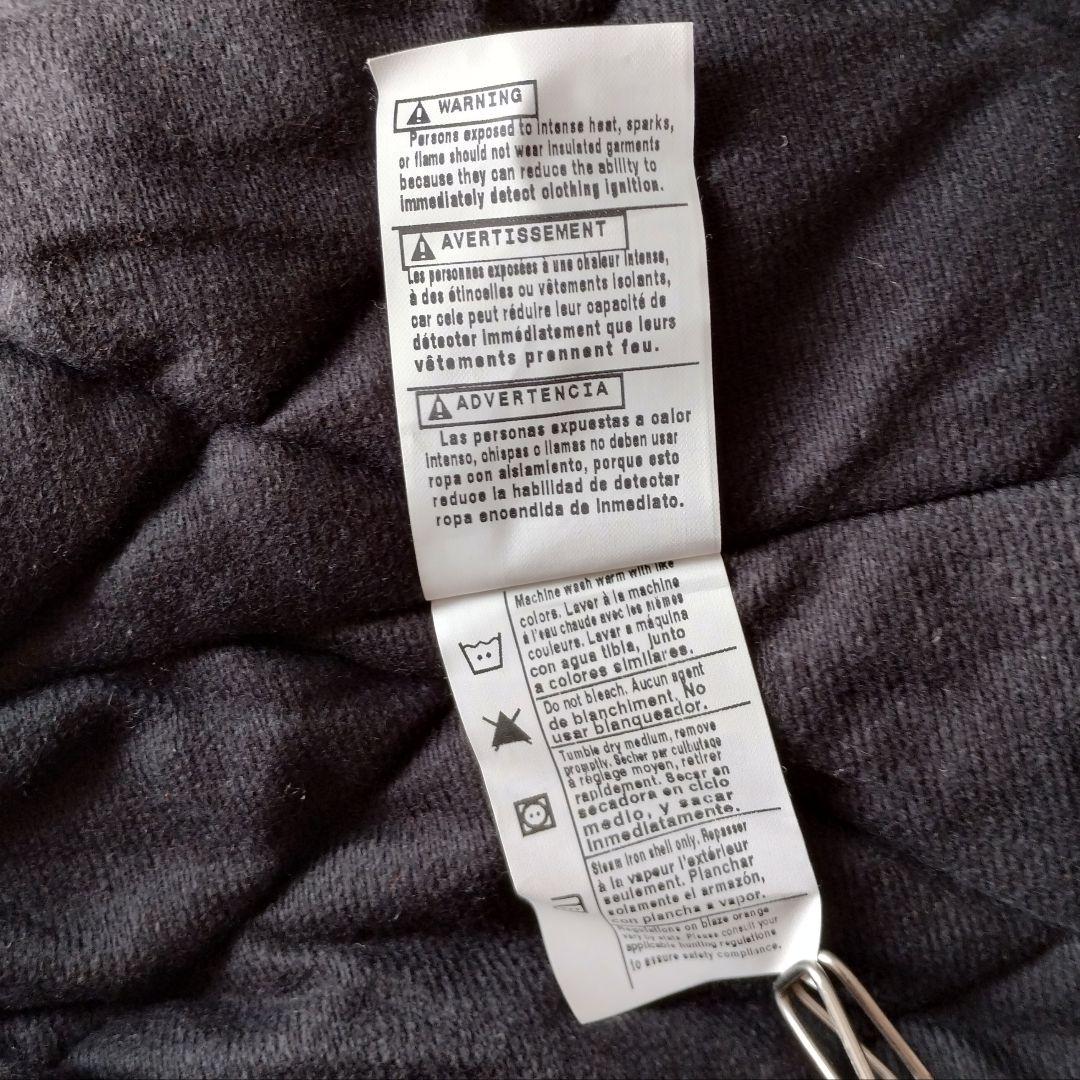 WARNING
Persons exposed to intense heat, sparks,
or flame should not wear insulated garments
because they can reduce the ability to
immediately detect clothing ignition.
AVERTISSEMENT
Les personnes exposées à une chaleur intense,
à des étincelles ou vêtements isolants,
car cele peut réduire leur capacité de
détecter immédiatement que leurs
vêtements prennent feu.
ADVERTENCIA
Las personas expuestas a calor
intenso, chispas o llamas no deben usar
ropa con aislamiento, porque esto
reduce la habilidad de detectar
ropa encendida de inmediato.
Machine wash warm with like
colors. Laver à la machine
à l'eau chaude avec les mêmes
couleurs. Lavar a máquina
con agua tibia, junto
a colores similares.
Do not bleach. Aucun agent
de blanchiment. No
usar blanqueador.
Tumble dry medium, remove
promptly. Sécher par culbutage
à réglage moyen, retirer
rapidement. Secar en
secadora en ciclo
medio, y sacar
inmediatamente.
Steam iron shell only. Repasser
à la vapeur l'extérieur
seulement. Planchar
solamente el armazón,
con plancha a vapor.
Regulations on blaze orange
vary by state. Please consult your
applicable hunting regulations
to assure safety compliance.